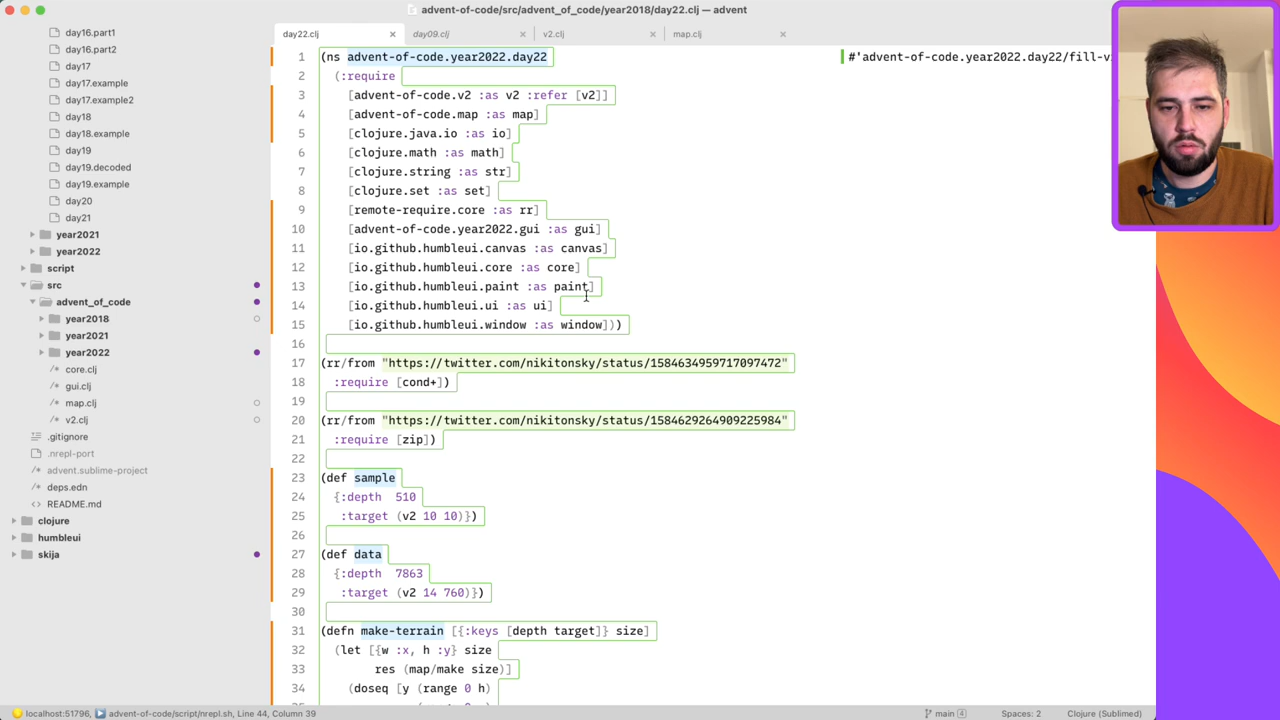 advent-of-code/src/advent_of_code/year2018/day22.clj — advent
day16.part1
day16.part2
day17
day17.example
day17.example2
day18
day18.example
day19
day19.decoded
day19.example
day20
day21
year2021
year2022
script
src
advent_of_code
year2018
year2021
year2022
core.clj
gui.clj
map.clj
v2.clj
.gitignore
.nrepl-port
advent.sublime-project
deps.edn
README.md
clojure
humbleui
skija
day22.clj
day09.clj
v2.clj
map.clj
1 (ns advent-of-code.year2022.day22 #'advent-of-code.year2022.day22/fill-v
2 (:require
3 [advent-of-code.v2 :as v2 :refer [v2]]
4 [advent-of-code.map :as map]
5 [clojure.java.io :as io]
6 [clojure.math :as math]
7 [clojure.string :as str]
8 [clojure.set :as set]
9 [remote-require.core :as rr]
10 [advent-of-code.year2022.gui :as gui]
11 [io.github.humbleui.canvas :as canvas]
12 [io.github.humbleui.core :as core]
13 [io.github.humbleui.paint :as paint]
14 [io.github.humbleui.ui :as ui]
15 [io.github.humbleui.window :as window]))
16
17 (rr/from "https://twitter.com/nikitonsky/status/1584634959717097472"
18 :require [cond+])
19
20 (rr/from "https://twitter.com/nikitonsky/status/1584629264909225984"
21 :require [zip])
22
23 (def sample
24 {:depth 510
25 :target (v2 10 10)})
26
27 (def data
28 {:depth 7863
29 :target (v2 14 760)})
30
31 (defn make-terrain [{:keys [depth target]} size]
32 (let [{w :x, h :y} size
33 res (map/make size)]
34 (doseq [y (range 0 h)
localhost:51796, advent-of-code/script/nrepl.sh, Line 44, Column 39
main 4
Spaces: 2
Clojure (Sublimed)